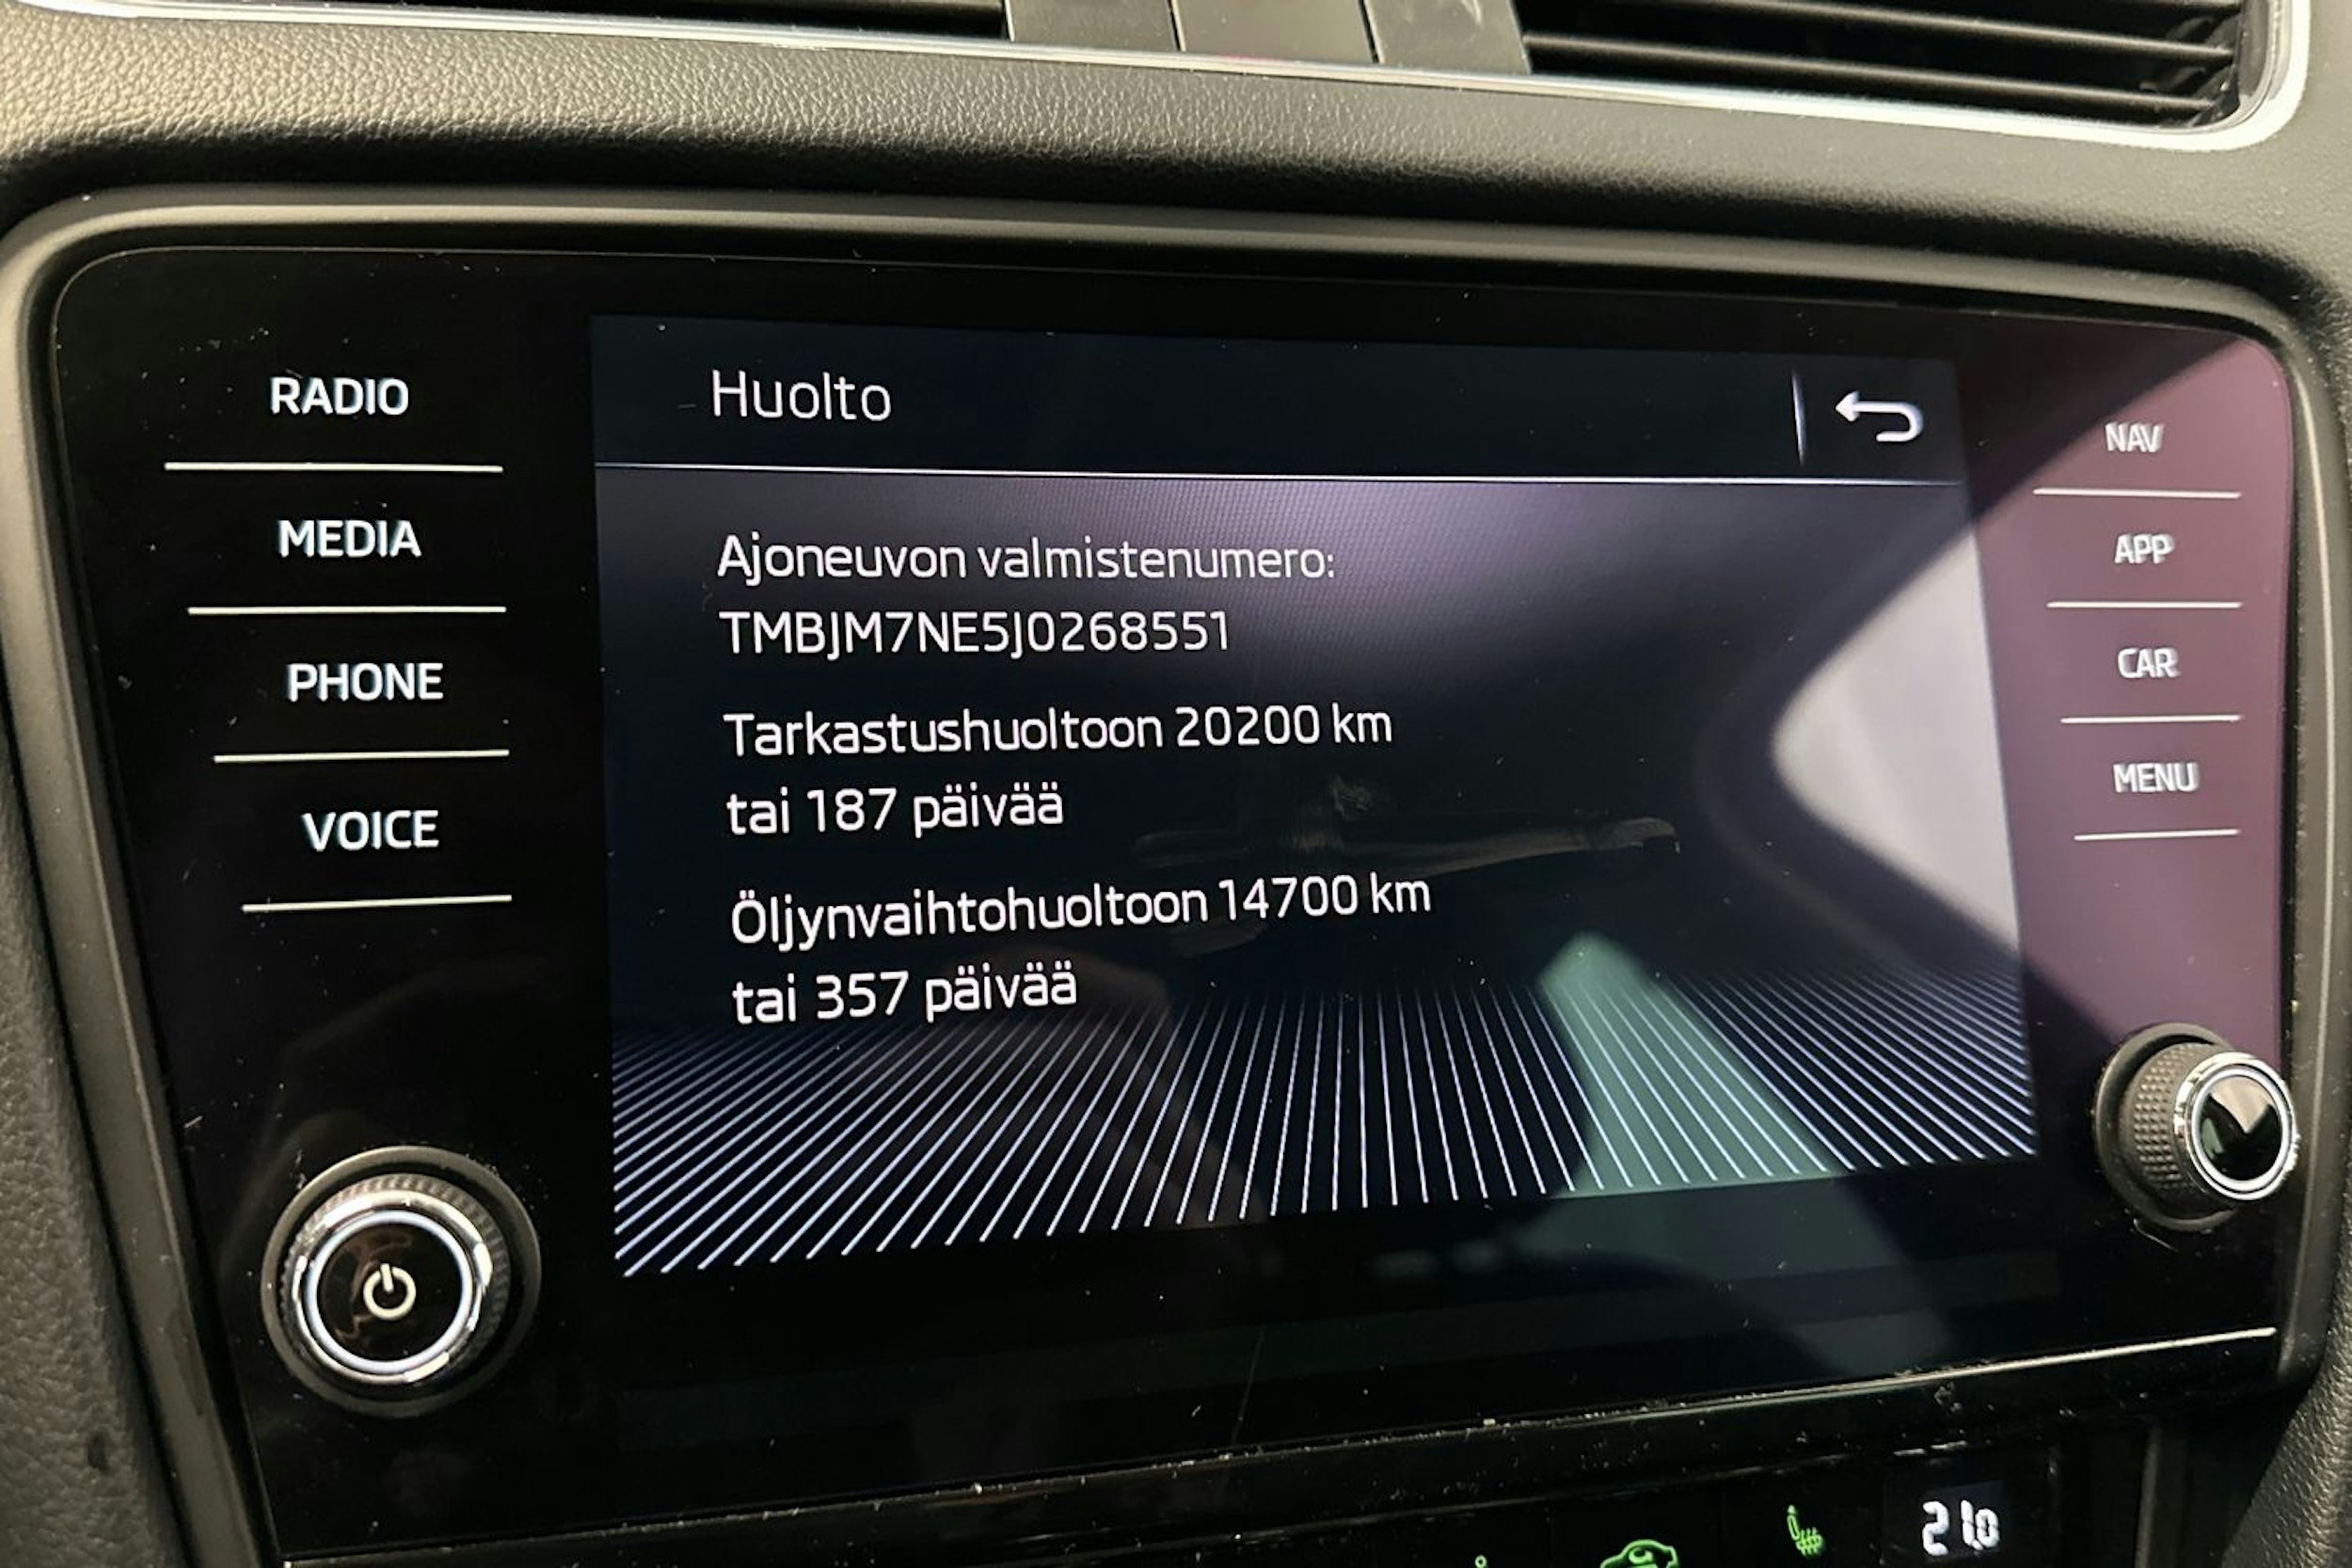 Huolto
RADIO
MEDIA
PHONE
VOICE
Ajoneuvon valmistenumero:
TMBJM7NE5J0268551
Tarkastushuoltoon 20200 km
tai 187 päivää
Öljynvaihtohuoltoon 14700 km
tai 357 päivää
NAV
APP
CAR
MENU
21.0